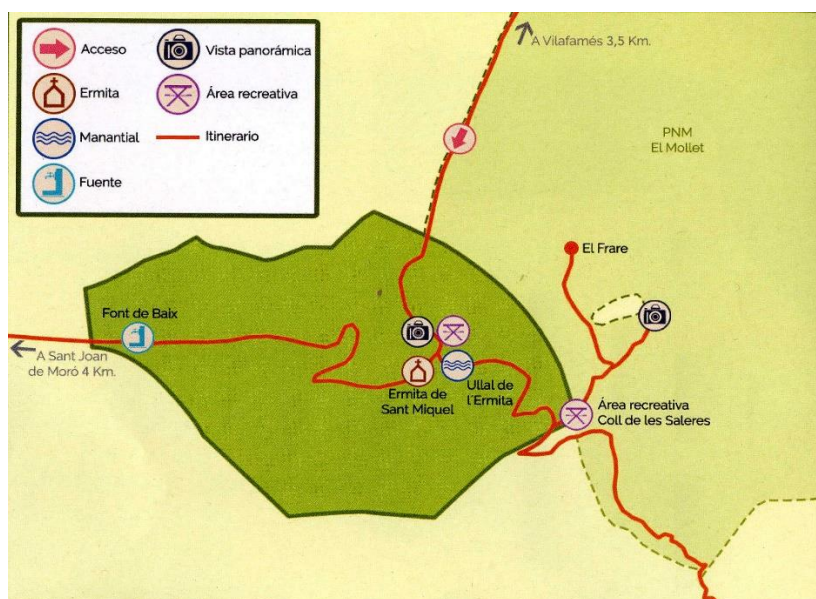 Acceso
Vista panorámica
Ermita
Área recreativa
Manantial
Itinerario
Fuente
A Vilafamés 3,5 Km.
PNM
El Mollet
El Frare
Font de Baix
A Sant Joan
de Moró 4 Km.
Ermita de
Sant Miquel
Ullal de
l'Ermita
Área recreativa
Coll de les Saleres